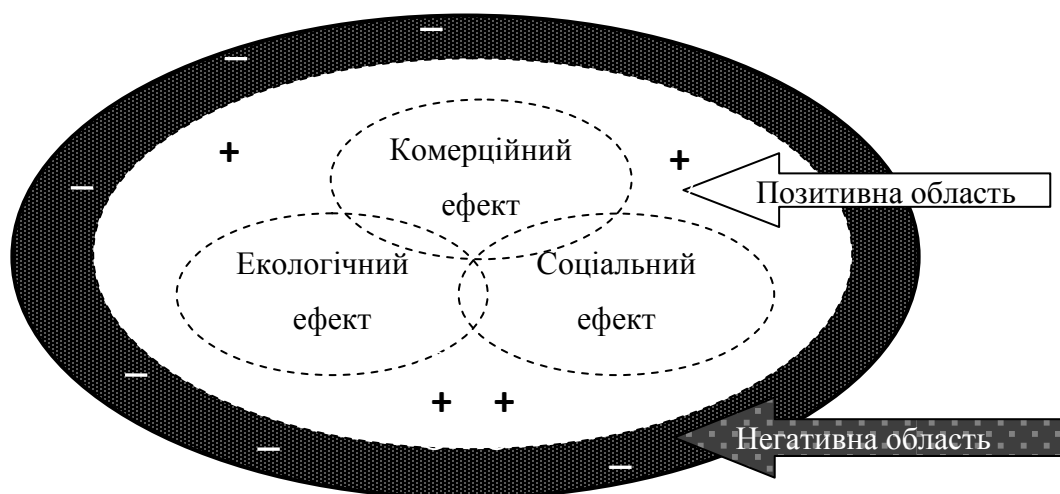 Комерційний
ефект
Позитивна область
Екологічний
ефект
Соціальний
ефект
Негативна область